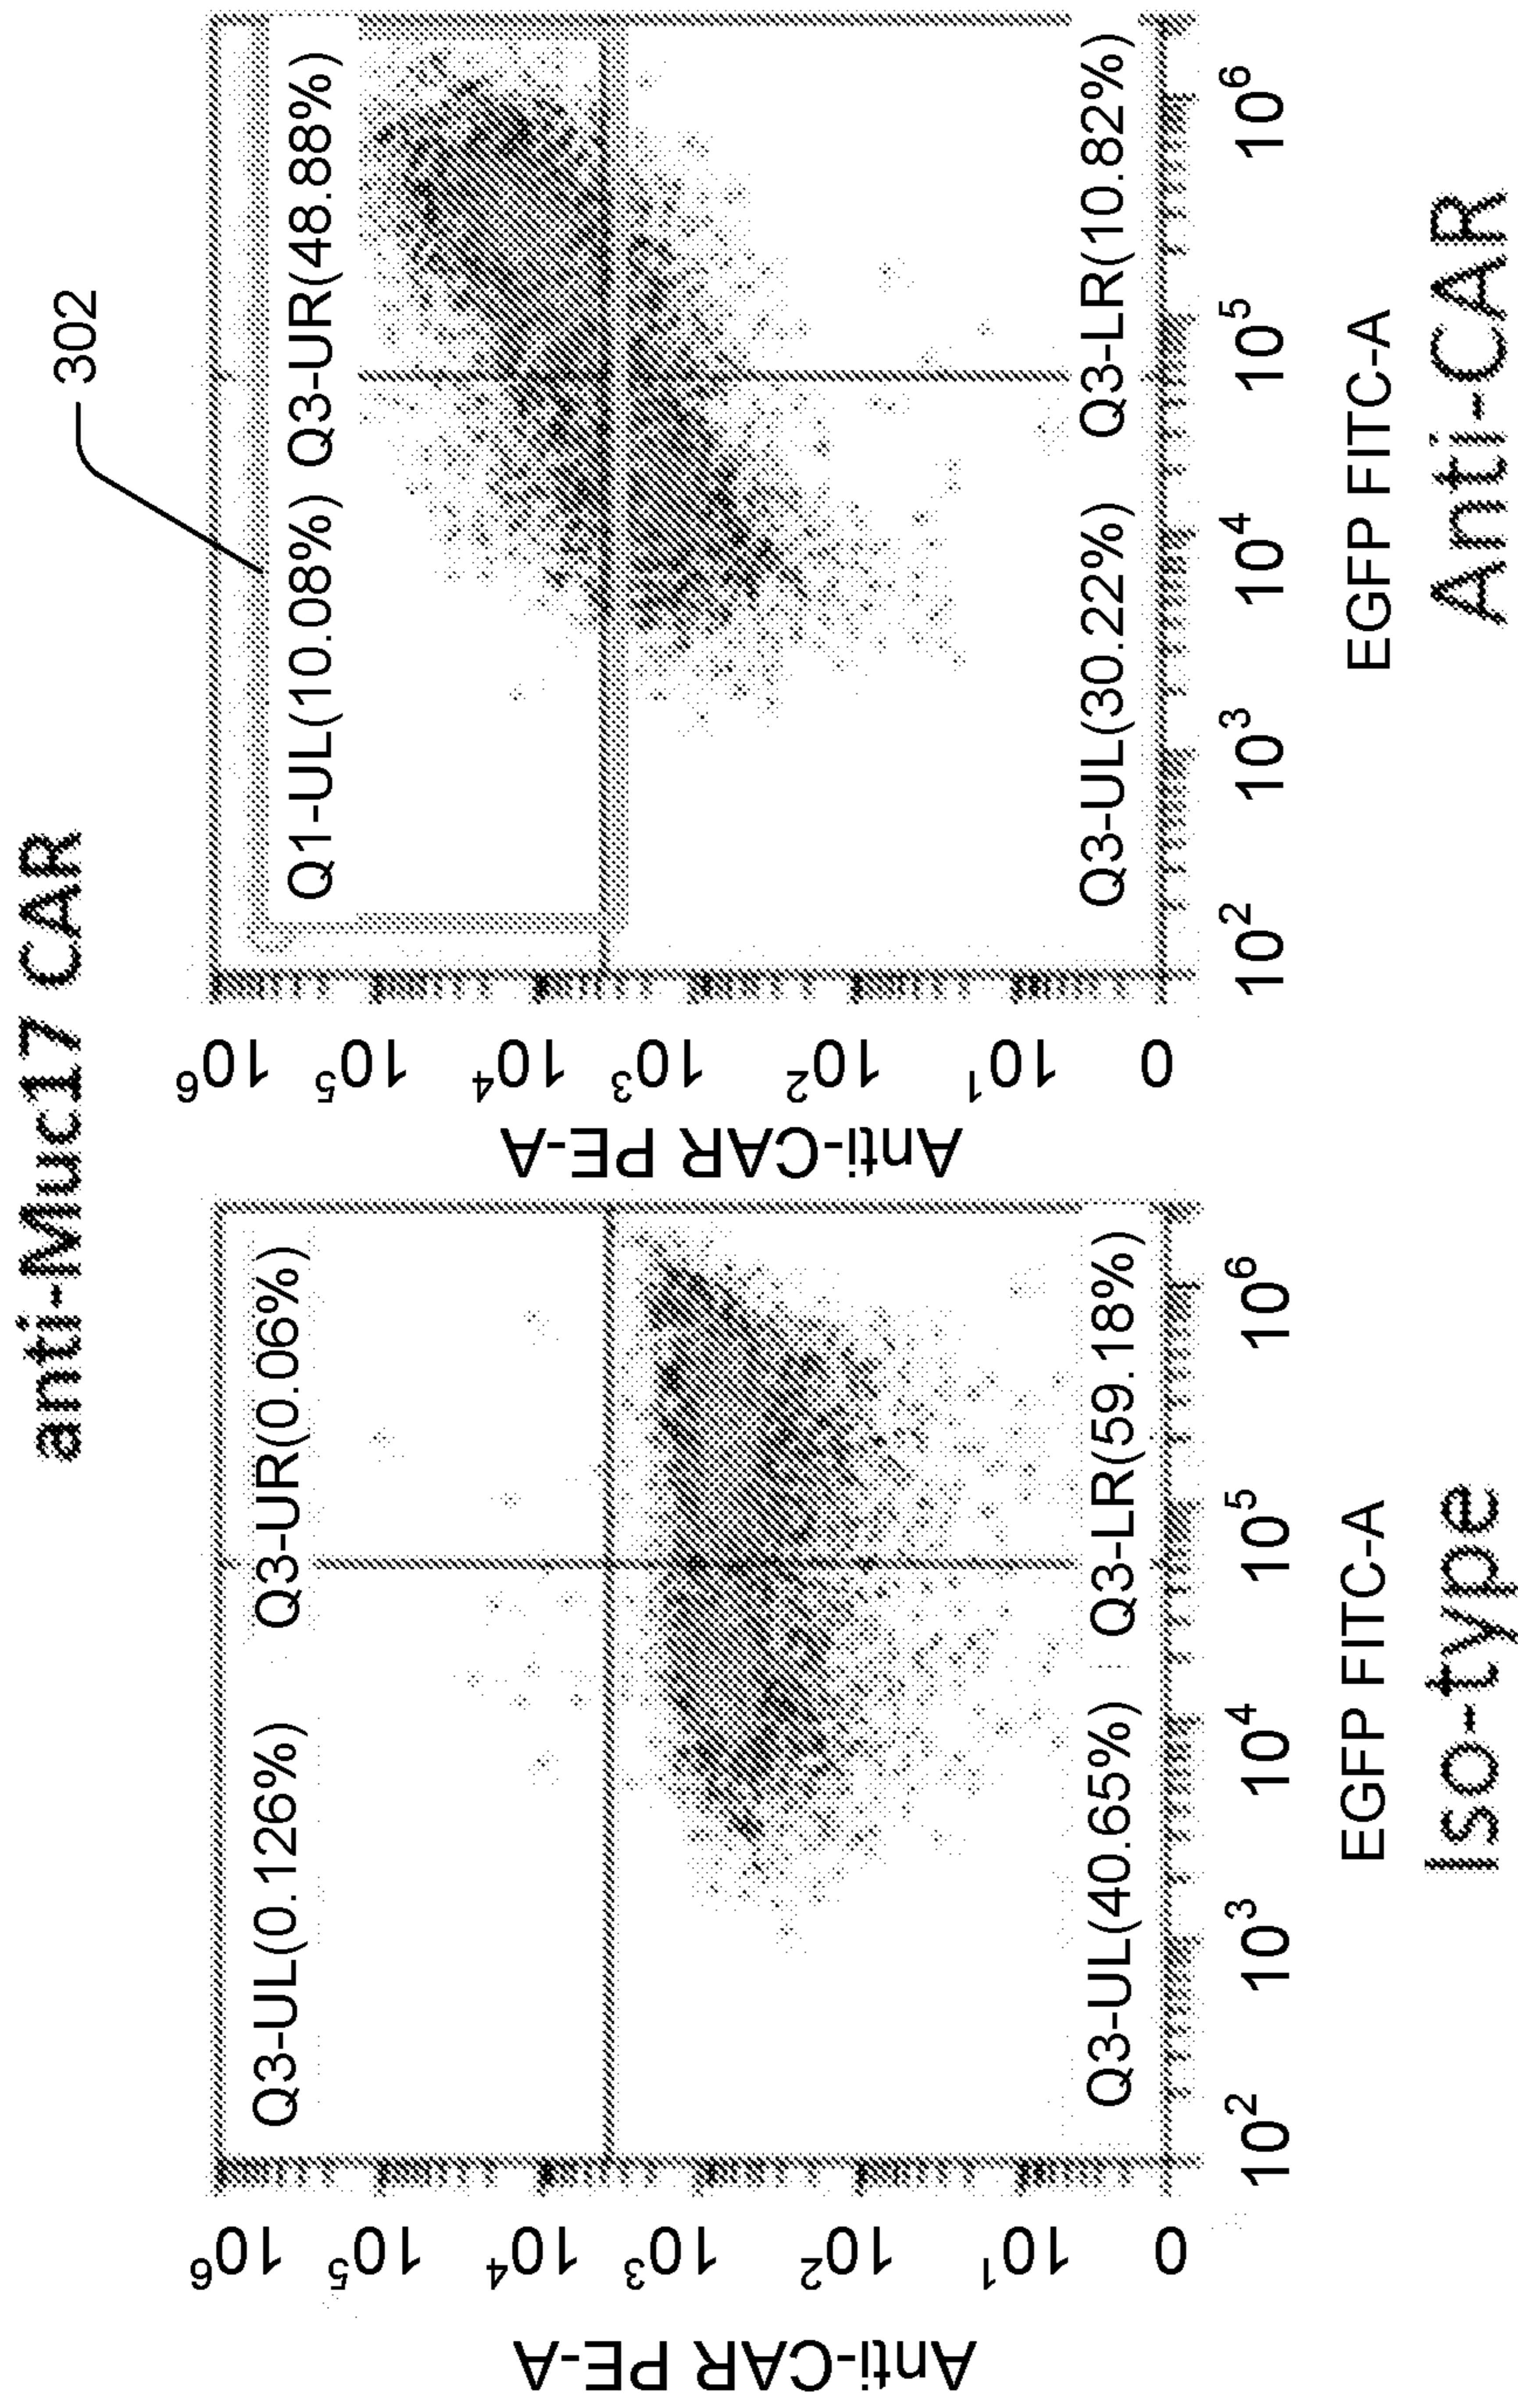 anti-Muc17 CAR
302
Anti-CAR PE-A
10⁶
10⁵
10⁴
10³
10²
10¹
0
Q3-UL(0.126%) Q3-UR(0.06%)
Q3-UL(40.65%) Q3-LR(59.18%)
10² 10³ 10⁴ 10⁵ 10⁶
EGFP FITC-A
Iso-type
Anti-CAR PE-A
10⁶
10⁵
10⁴
10³
10²
10¹
0
Q1-UL(10.08%) Q3-UR(48.88%)
Q3-UL(30.22%) Q3-LR(10.82%)
10² 10³ 10⁴ 10⁵ 10⁶
EGFP FITC-A
Anti-CAR